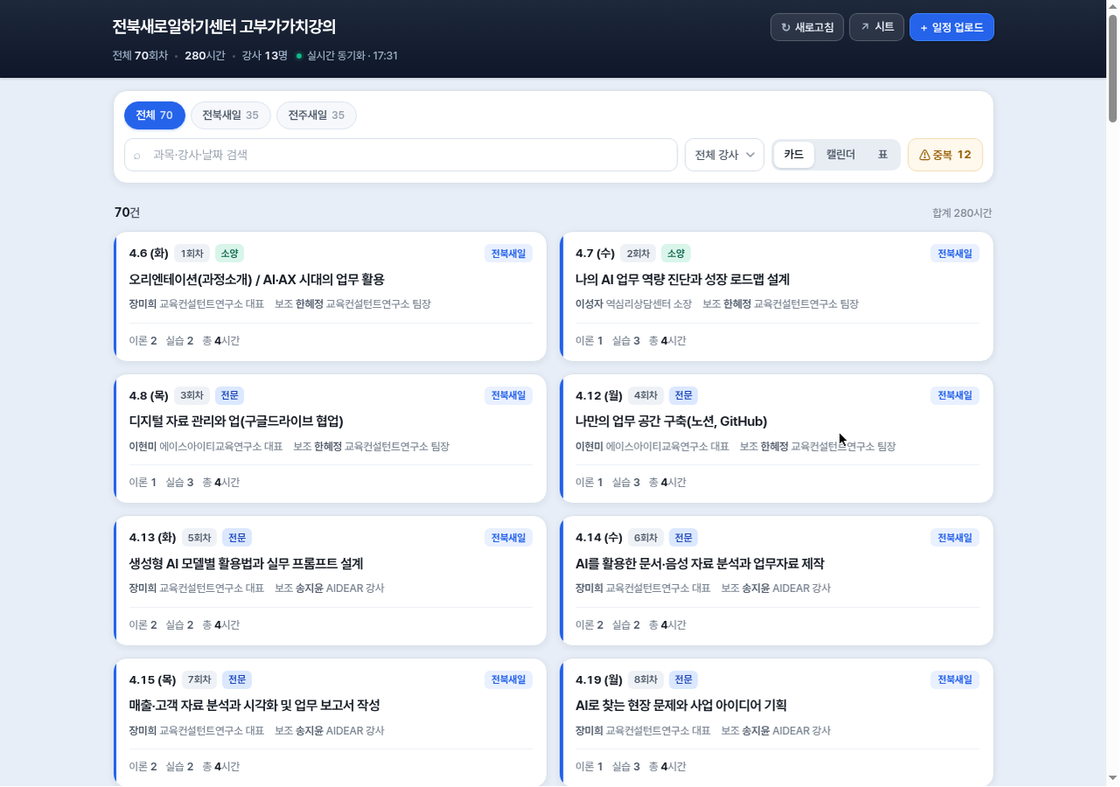 전북새로일하기센터 고부가가치강의
↻ 새로고침 ↗ 시트 + 일정 업로드
전체 70회차 • 280시간 • 강사 13명 ● 실시간 동기화 · 17:31
전체 70 전북새일 35 전주새일 35
과목·강사·날짜 검색
전체 강사
카드 캘린더 표
⚠ 중복 12
70건
합계 280시간
4.6 (화) 1회차 소양 전북새일
오리엔테이션(과정소개) / AI·AX 시대의 업무 활용
장미희 교육컨설턴트연구소 대표 보조 한혜정 교육컨설턴트연구소 팀장
이론 2 실습 2 총 4시간
4.7 (수) 2회차 소양 전북새일
나의 AI 업무 역량 진단과 성장 로드맵 설계
이성자 역심리상담센터 소장 보조 한혜정 교육컨설턴트연구소 팀장
이론 1 실습 3 총 4시간
4.8 (목) 3회차 전문 전북새일
디지털 자료 관리와 업(구글드라이브 협업)
이현미 에이스아이티교육연구소 대표 보조 한혜정 교육컨설턴트연구소 팀장
이론 1 실습 3 총 4시간
4.12 (월) 4회차 전문 전북새일
나만의 업무 공간 구축(노션, GitHub)
이현미 에이스아이티교육연구소 대표 보조 한혜정 교육컨설턴트연구소 팀장
이론 1 실습 3 총 4시간
4.13 (화) 5회차 전문 전북새일
생성형 AI 모델별 활용법과 실무 프롬프트 설계
장미희 교육컨설턴트연구소 대표 보조 송지윤 AIDEAR 강사
이론 2 실습 2 총 4시간
4.14 (수) 6회차 전문 전북새일
AI를 활용한 문서·음성 자료 분석과 업무자료 제작
장미희 교육컨설턴트연구소 대표 보조 송지윤 AIDEAR 강사
이론 2 실습 2 총 4시간
4.15 (목) 7회차 전문 전북새일
매출·고객 자료 분석과 시각화 및 업무 보고서 작성
장미희 교육컨설턴트연구소 대표 보조 송지윤 AIDEAR 강사
이론 2 실습 2 총 4시간
4.19 (월) 8회차 전문 전북새일
AI로 찾는 현장 문제와 사업 아이디어 기획
장미희 교육컨설턴트연구소 대표 보조 송지윤 AIDEAR 강사
이론 1 실습 3 총 4시간